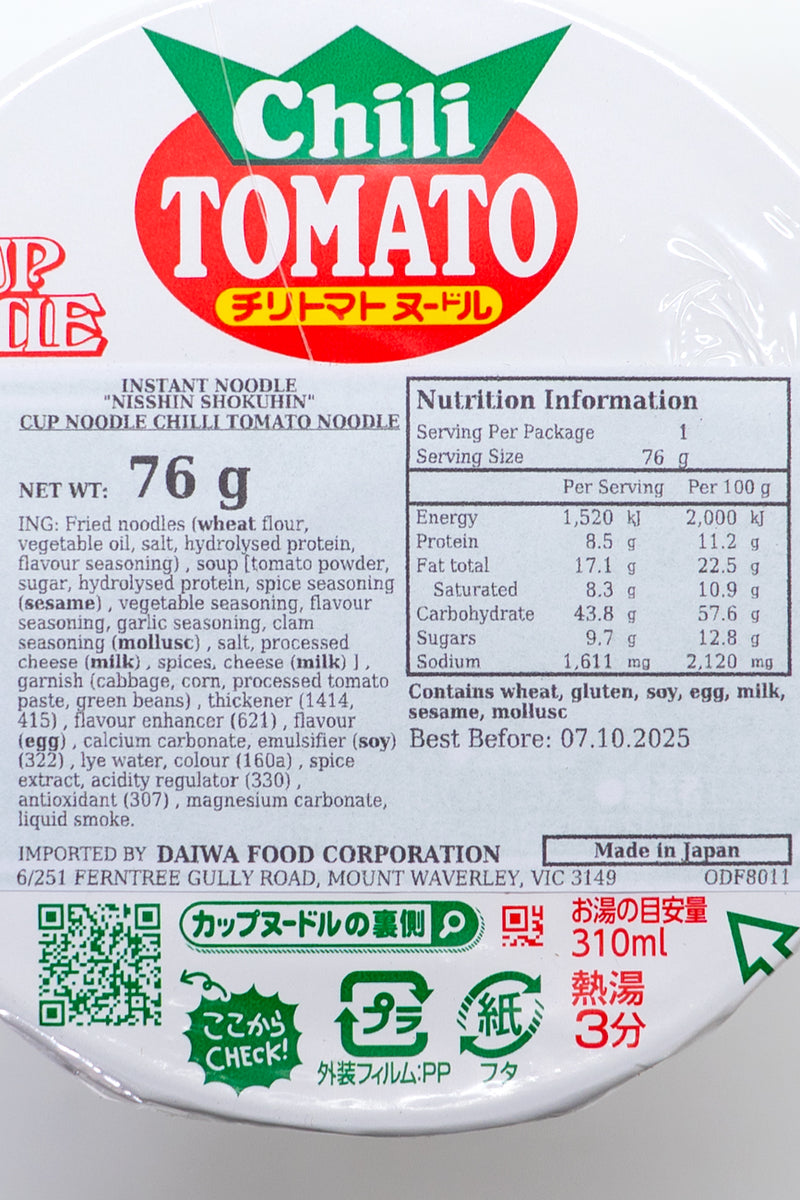 Chili
TOMATO
チリトマトヌードル
UP
INSTANT NOODLE
"NISSHIN SHOKUHIN"
CUP NOODLE CHILLI TOMATO NOODLE
NET WT: 76 g
ING: Fried noodles (wheat flour,
vegetable oil, salt, hydrolysed protein,
flavour seasoning) , soup [tomato powder,
sugar, hydrolysed protein, spice seasoning
(sesame) , vegetable seasoning, flavour
seasoning, garlic seasoning, clam
seasoning (mollusc) , salt, processed
cheese (milk) , spices, cheese (milk) ] ,
garnish (cabbage, corn, processed tomato
paste, green beans) , thickener (1414,
415) , flavour enhancer (621) , flavour
(egg) , calcium carbonate, emulsifier (soy)
(322) , lye water, colour (160a) , spice
extract, acidity regulator (330) ,
antioxidant (307) , magnesium carbonate,
liquid smoke.
Nutrition Information
Serving Per Package 1
Serving Size 76 g
Per Serving Per 100 g
Energy 1,520 kJ 2,000 kJ
Protein 8.5 g 11.2 g
Fat total 17.1 g 22.5 g
Saturated 8.3 g 10.9 g
Carbohydrate 43.8 g 57.6 g
Sugars 9.7 g 12.8 g
Sodium 1,611 mg 2,120 mg
Contains wheat, gluten, soy, egg, milk,
sesame, mollusc
Best Before: 07.10.2025
IMPORTED BY DAIWA FOOD CORPORATION
Made in Japan
6/251 FERNTREE GULLY ROAD, MOUNT WAVERLEY, VIC 3149 ODF8011
カップヌードルの裏側
ここから
CHECK!
プラ
外装フィルム:PP
紙
フタ
お湯の目安量
310ml
熱湯
3分